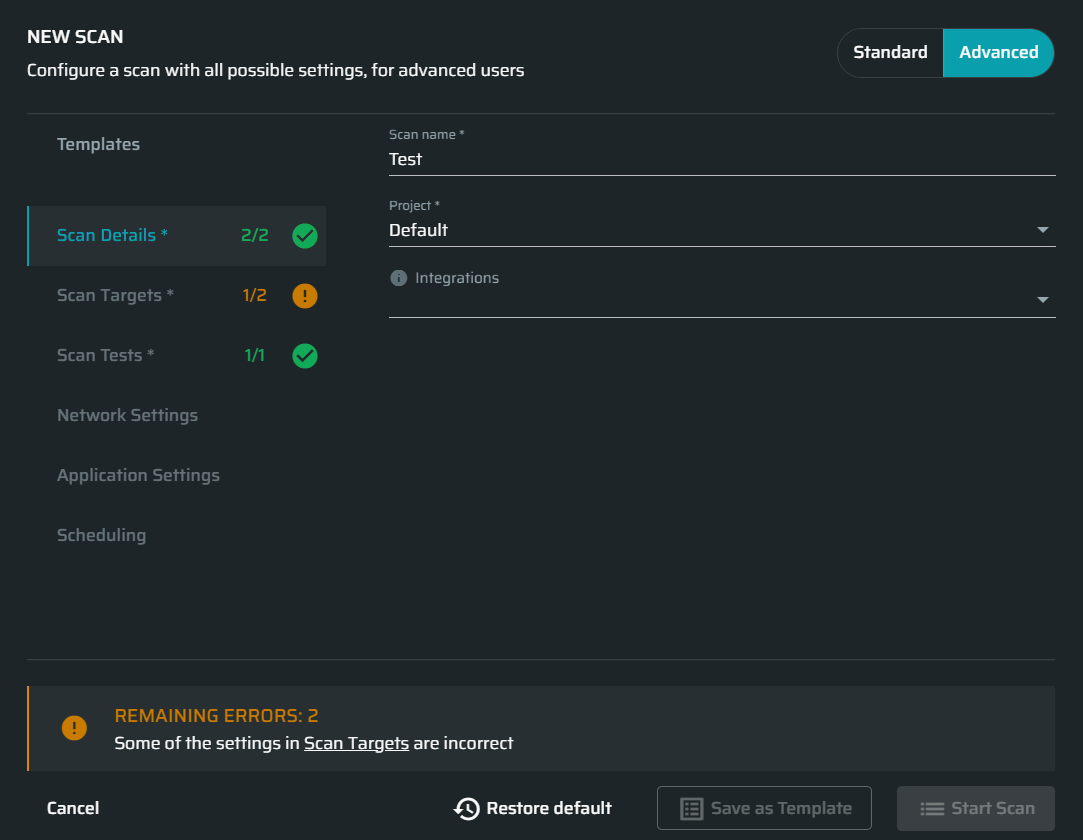 NEW SCAN
Configure a scan with all possible settings, for advanced users
Standard
Advanced
Templates
Scan Details * 2/2
Scan Targets * 1/2
Scan Tests * 1/1
Network Settings
Application Settings
Scheduling
Scan name *
Test
Project *
Default
Integrations
REMAINING ERRORS: 2
Some of the settings in Scan Targets are incorrect
Cancel
Restore default
Save as Template
Start Scan